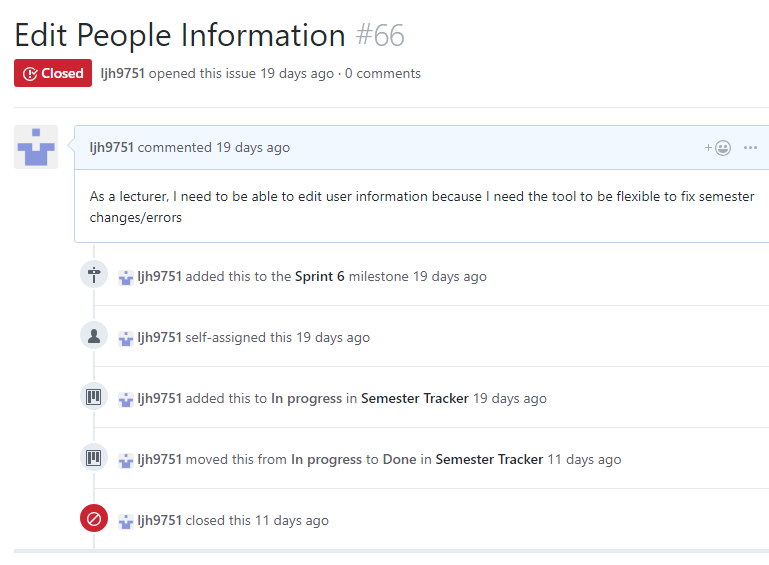 Edit People Information #66
Closed ljh9751 opened this issue 19 days ago · 0 comments
ljh9751 commented 19 days ago
As a lecturer, I need to be able to edit user information because I need the tool to be flexible to fix semester
changes/errors
ljh9751 added this to the Sprint 6 milestone 19 days ago
ljh9751 self-assigned this 19 days ago
ljh9751 added this to In progress in Semester Tracker 19 days ago
ljh9751 moved this from In progress to Done in Semester Tracker 11 days ago
ljh9751 closed this 11 days ago